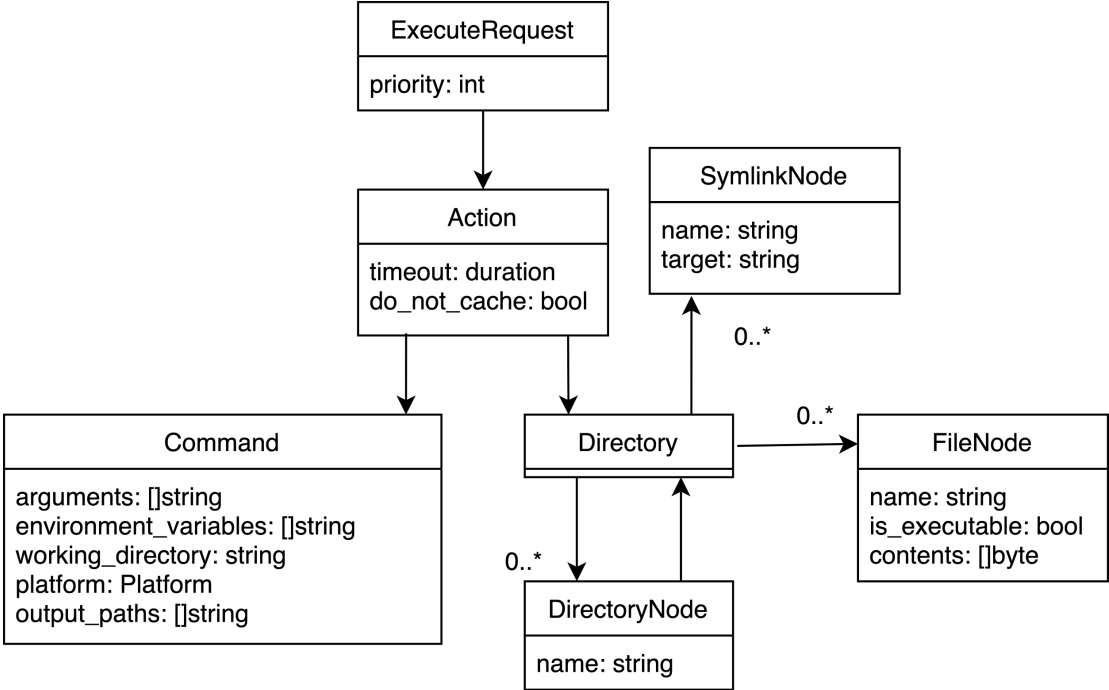 ExecuteRequest
priority: int
SymlinkNode
name: string
target: string
Action
timeout: duration
do_not_cache: bool
0..*
0..*
Command
arguments: []string
environment_variables: []string
working_directory: string
platform: Platform
output_paths: []string
Directory
FileNode
name: string
is_executable: bool
contents: []byte
0..*
DirectoryNode
name: string